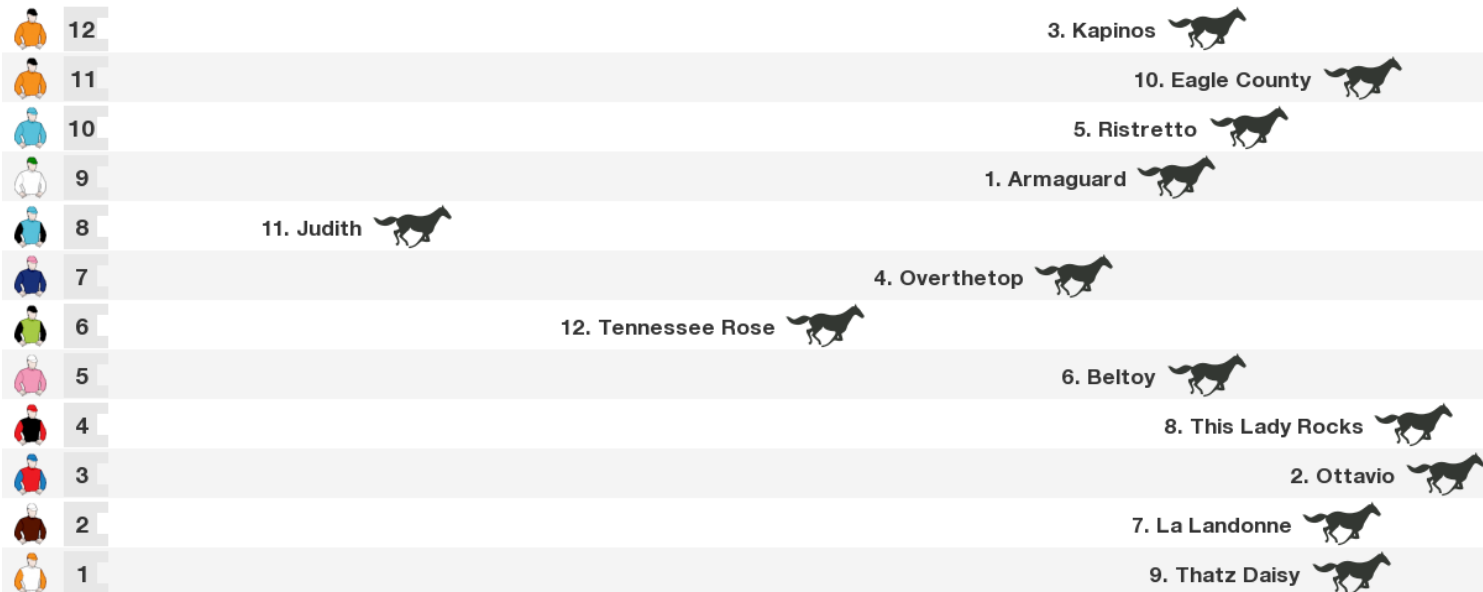 12 3. Kapinos
11 10. Eagle County
10 5. Ristretto
9 1. Armaguard
8 11. Judith
7 4. Overthetop
6 12. Tennessee Rose
5 6. Beltoy
4 8. This Lady Rocks
3 2. Ottavio
2 7. La Landonne
1 9. Thatz Daisy